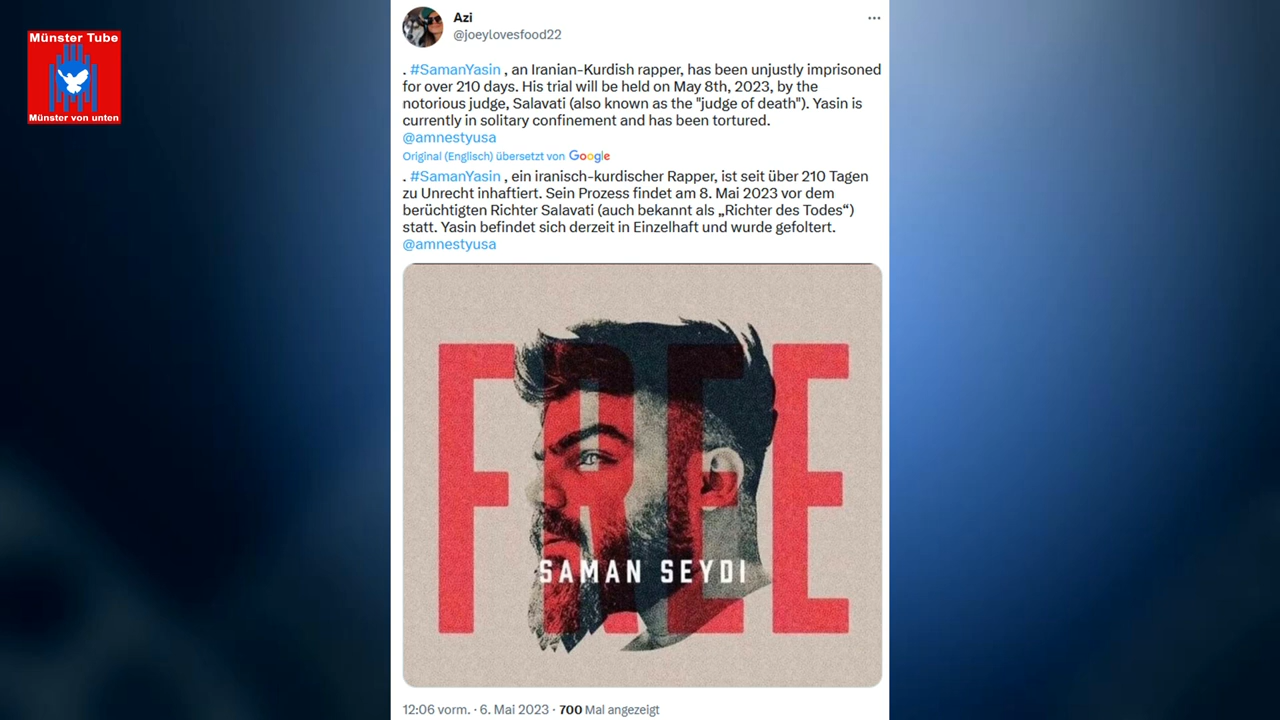 Münster Tube
Münster von unten
Azi
@joeylovesfood22
. #SamanYasin , an Iranian-Kurdish rapper, has been unjustly imprisoned
for over 210 days. His trial will be held on May 8th, 2023, by the
notorious judge, Salavati (also known as the "judge of death"). Yasin is
currently in solitary confinement and has been tortured.
@amnestyusa
Original (Englisch) übersetzt von Google
. #SamanYasin , ein iranisch-kurdischer Rapper, ist seit über 210 Tagen
zu Unrecht inhaftiert. Sein Prozess findet am 8. Mai 2023 vor dem
berüchtigten Richter Salavati (auch bekannt als „Richter des Todes“)
statt. Yasin befindet sich derzeit in Einzelhaft und wurde gefoltert.
@amnestyusa
FREE
SAMAN SEYDI
12:06 vorm. · 6. Mai 2023 · 700 Mal angezeigt